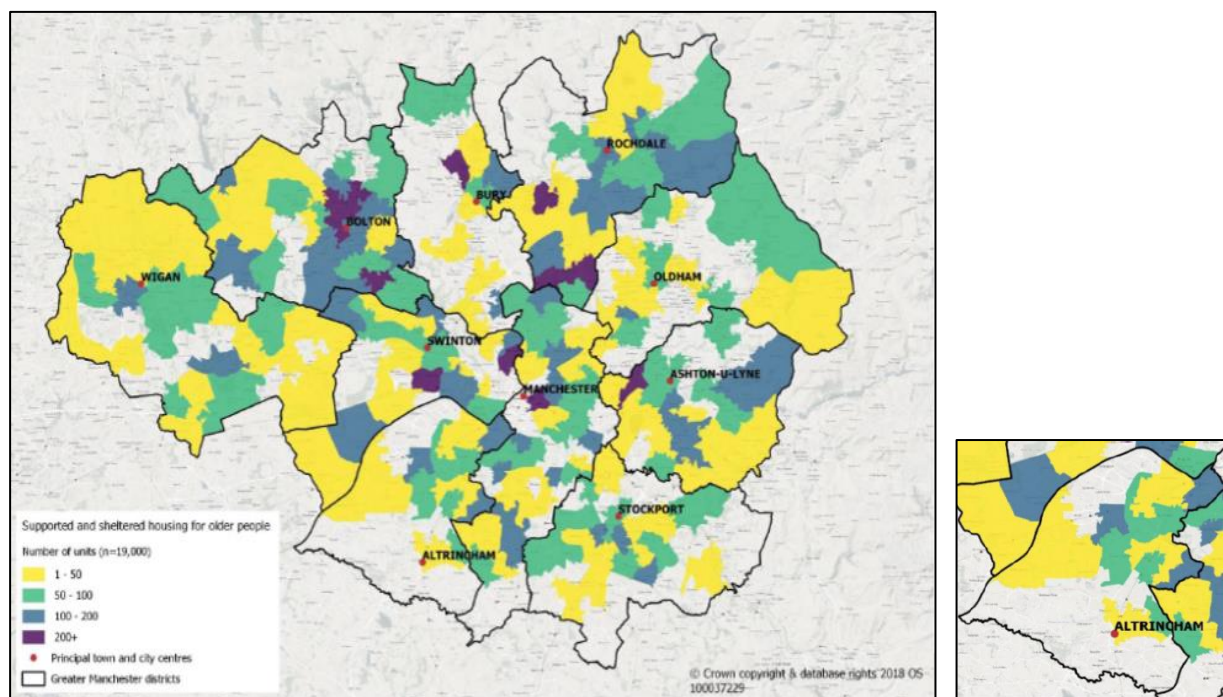 ROCHDALE
BURY
BOLTON
WIGAN
OLDHAM
SWINTON
ASHTON-U-LYNE
MANCHESTER
STOCKPORT
ALTRINCHAM
Supported and sheltered housing for older people
Number of units (n=19,000)
1 - 50
50 - 100
100 - 200
200+
Principal town and city centres
Greater Manchester districts
© Crown copyright & database rights 2018 OS
100037229
ALTRINCHAM